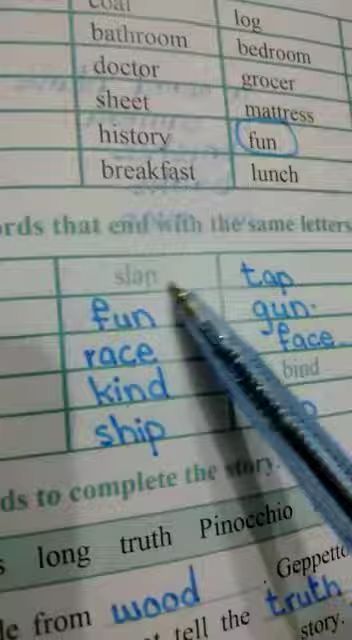 coal log
bathroom bedroom
doctor grocer
sheet mattress
history fun
breakfast lunch
that end with the same letters
slap tap
fun gun.
race face
kind bind
ship
to complete the story.
long truth Pinocchio
Geppetto
from wood
tell the truth
story.